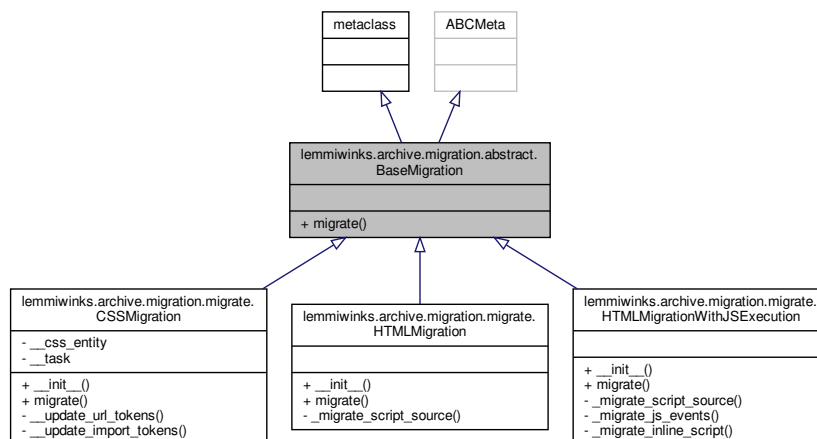 metaclass
ABCMeta
lemmiwinks.archive.migration.abstract.
BaseMigration
+ migrate()
lemmiwinks.archive.migration.migrate.
CSSMigration
- __css_entity
- __task
+ __init__()
+ migrate()
- __update_url_tokens()
- __update_import_tokens()
lemmiwinks.archive.migration.migrate.
HTMLMigration
+ __init__()
+ migrate()
- _migrate_script_source()
lemmiwinks.archive.migration.migrate.
HTMLMigrationWithJSExecution
+ __init__()
+ migrate()
- _migrate_script_source()
- _migrate_js_events()
- _migrate_inline_script()